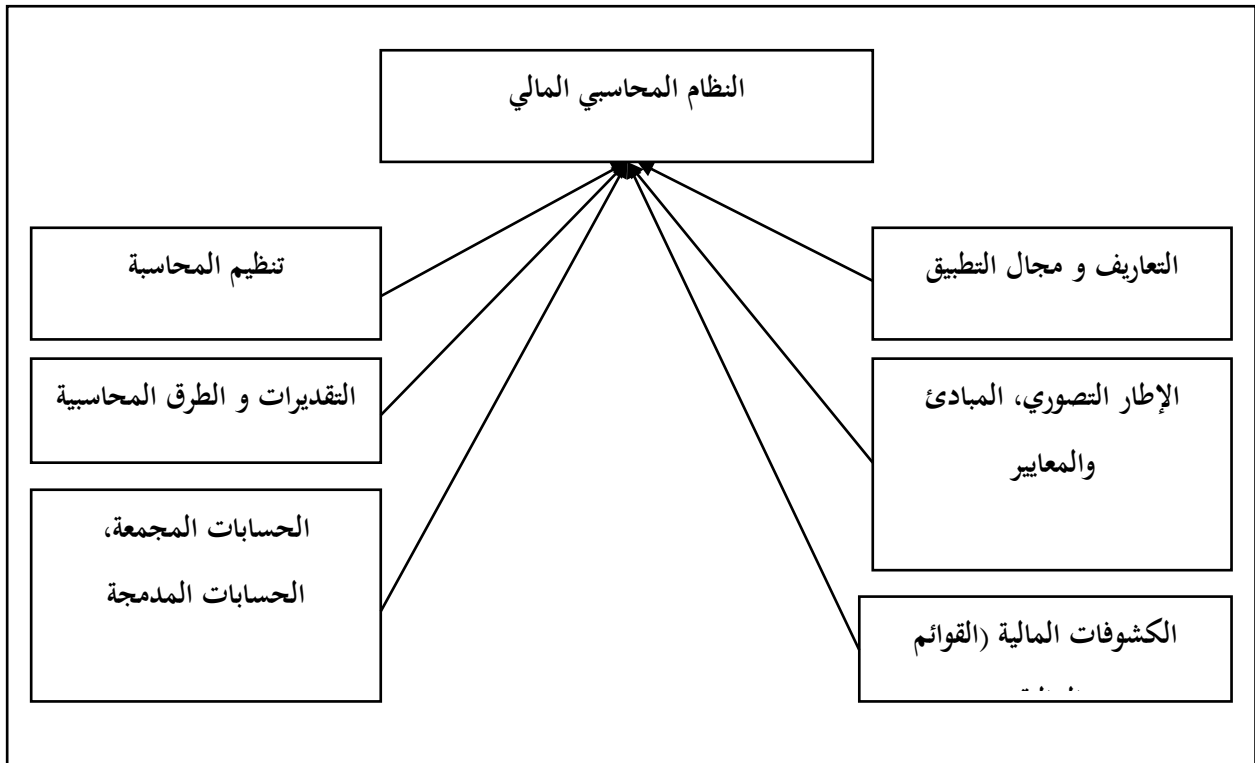 النظام المحاسبي المالي
التعاريف و مجال التطبيق
تنظيم المحاسبة
الإطار التصوري، المبادئ
والمعايير
التقديرات و الطرق المحاسبية
الحسابات المجمعة،
الحسابات المدمجة
الكشوفات المالية (القوائم